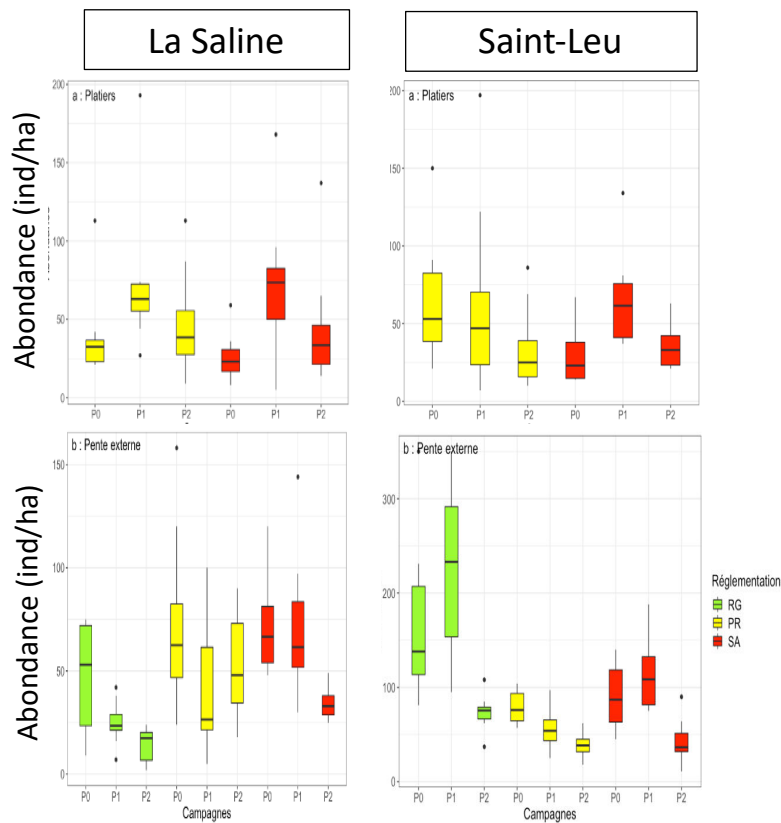 La Saline
Saint-Leu
Abondance (ind/ha)
a : Platiers
200
150
100
50
0
P0 P1 P2 P0 P1 P2
a : Platiers
200
150
100
50
0
P0 P1 P2 P0 P1 P2
Abondance (ind/ha)
b : Pente externe
150
100
50
0
P0 P1 P2 P0 P1 P2 P0 P1 P2
Campagnes
b : Pente externe
300
200
100
0
P0 P1 P2 P0 P1 P2 P0 P1 P2
Campagnes
Réglementation
RG
PR
SA